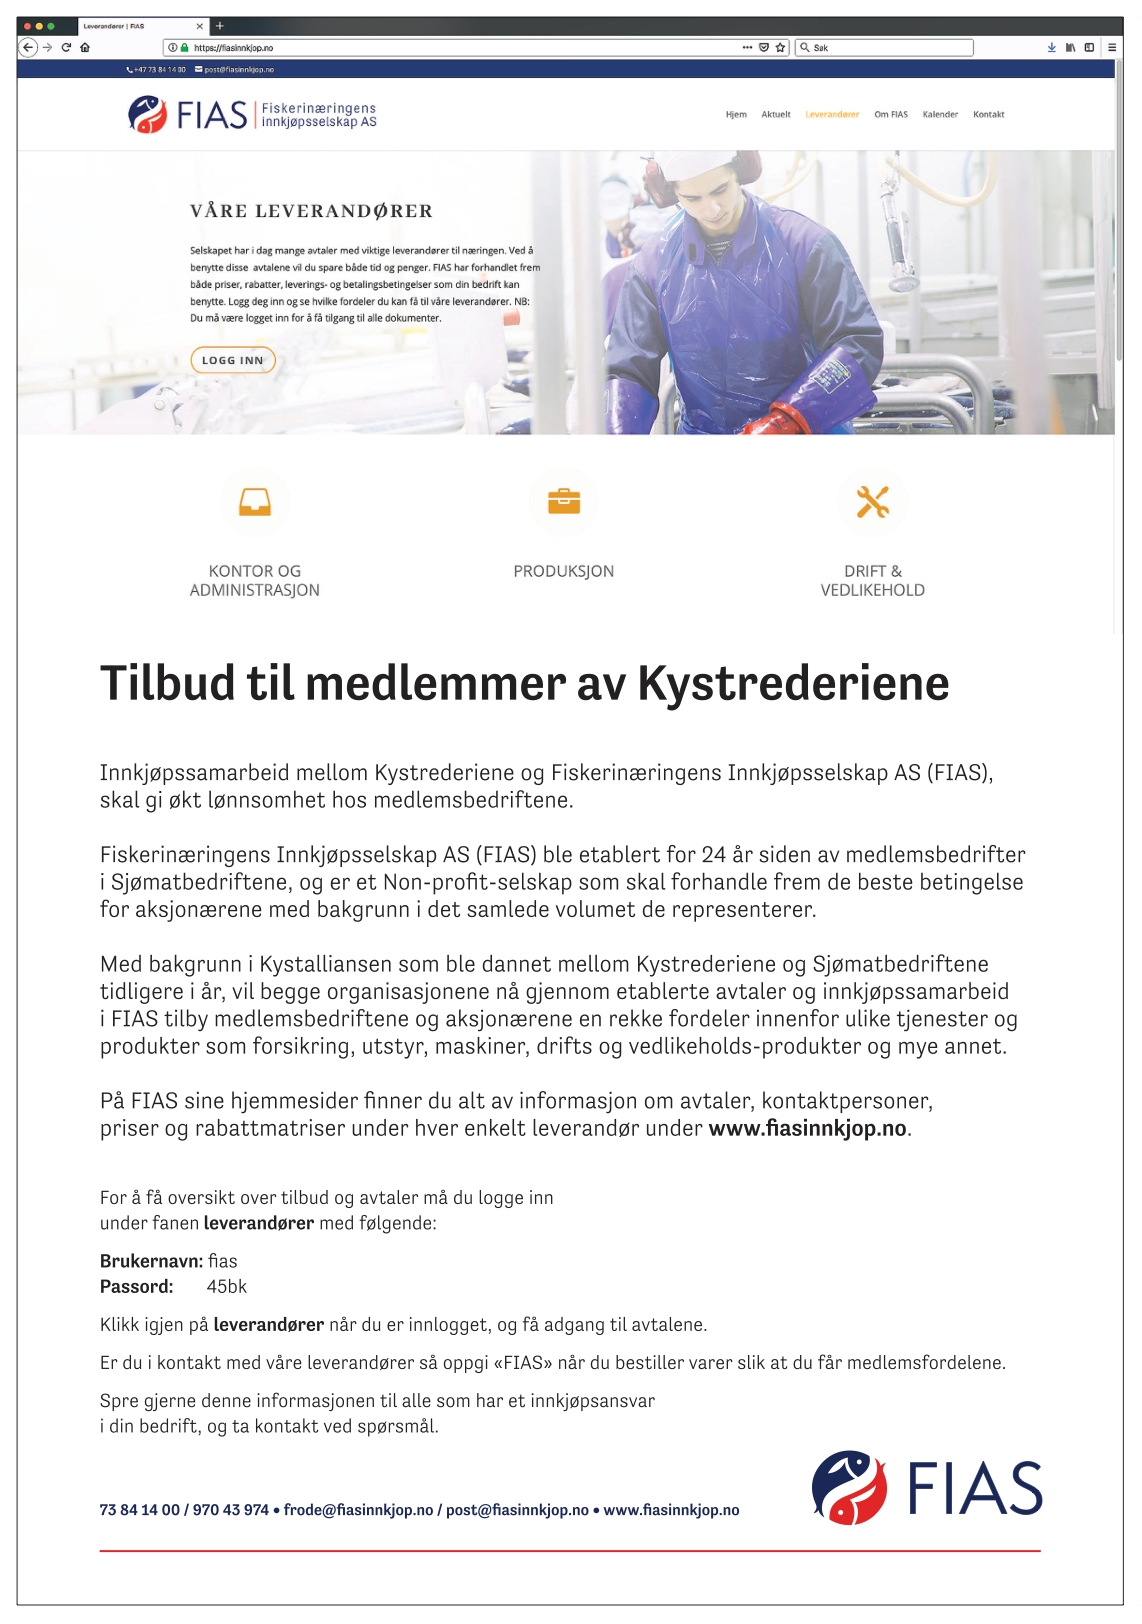 Leverandører | FIAS
https://fiasinnkjop.no
Søk
+47 73 84 14 00 post@fiasinnkjop.no
FIAS Fiskerinæringens
innkjøpsselskap AS
Hjem Aktuelt Leverandører Om FIAS Kalender Kontakt
VÅRE LEVERANDØRER
Selskapet har i dag mange avtaler med viktige leverandører til næringen. Ved å
benytte disse avtalene vil du spare både tid og penger. FIAS har forhandlet frem
både priser, rabatter, leverings- og betalingsbetingelser som din bedrift kan
benytte. Logg deg inn og se hvilke fordeler du kan få til våre leverandører. NB:
Du må være logget inn for å få tilgang til alle dokumenter.
LOGG INN
KONTOR OG
ADMINISTRASJON
PRODUKSJON
DRIFT &
VEDLIKEHOLD
Tilbud til medlemmer av Kystrederiene
Innkjøpssamarbeid mellom Kystrederiene og Fiskerinæringens Innkjøpsselskap AS (FIAS),
skal gi økt lønnsomhet hos medlemsbedriftene.
Fiskerinæringens Innkjøpsselskap AS (FIAS) ble etablert for 24 år siden av medlemsbedrifter
i Sjømatbedriftene, og er et Non-profit-selskap som skal forhandle frem de beste betingelse
for aksjonærene med bakgrunn i det samlede volumet de representerer.
Med bakgrunn i Kystalliansen som ble dannet mellom Kystrederiene og Sjømatbedriftene
tidligere i år, vil begge organisasjonene nå gjennom etablerte avtaler og innkjøpssamarbeid
i FIAS tilby medlemsbedriftene og aksjonærene en rekke fordeler innenfor ulike tjenester og
produkter som forsikring, utstyr, maskiner, drifts og vedlikeholds-produkter og mye annet.
På FIAS sine hjemmesider finner du alt av informasjon om avtaler, kontaktpersoner,
priser og rabattmatriser under hver enkelt leverandør under www.fiasinnkjop.no.
For å få oversikt over tilbud og avtaler må du logge inn
under fanen leverandører med følgende:
Brukernavn: fias
Passord: 45bk
Klikk igjen på leverandører når du er innlogget, og få adgang til avtalene.
Er du i kontakt med våre leverandører så oppgi «FIAS» når du bestiller varer slik at du får medlemsfordelene.
Spre gjerne denne informasjonen til alle som har et innkjøpsansvar
i din bedrift, og ta kontakt ved spørsmål.
73 84 14 00 / 970 43 974 • frode@fiasinnkjop.no / post@fiasinnkjop.no • www.fiasinnkjop.no
FIAS